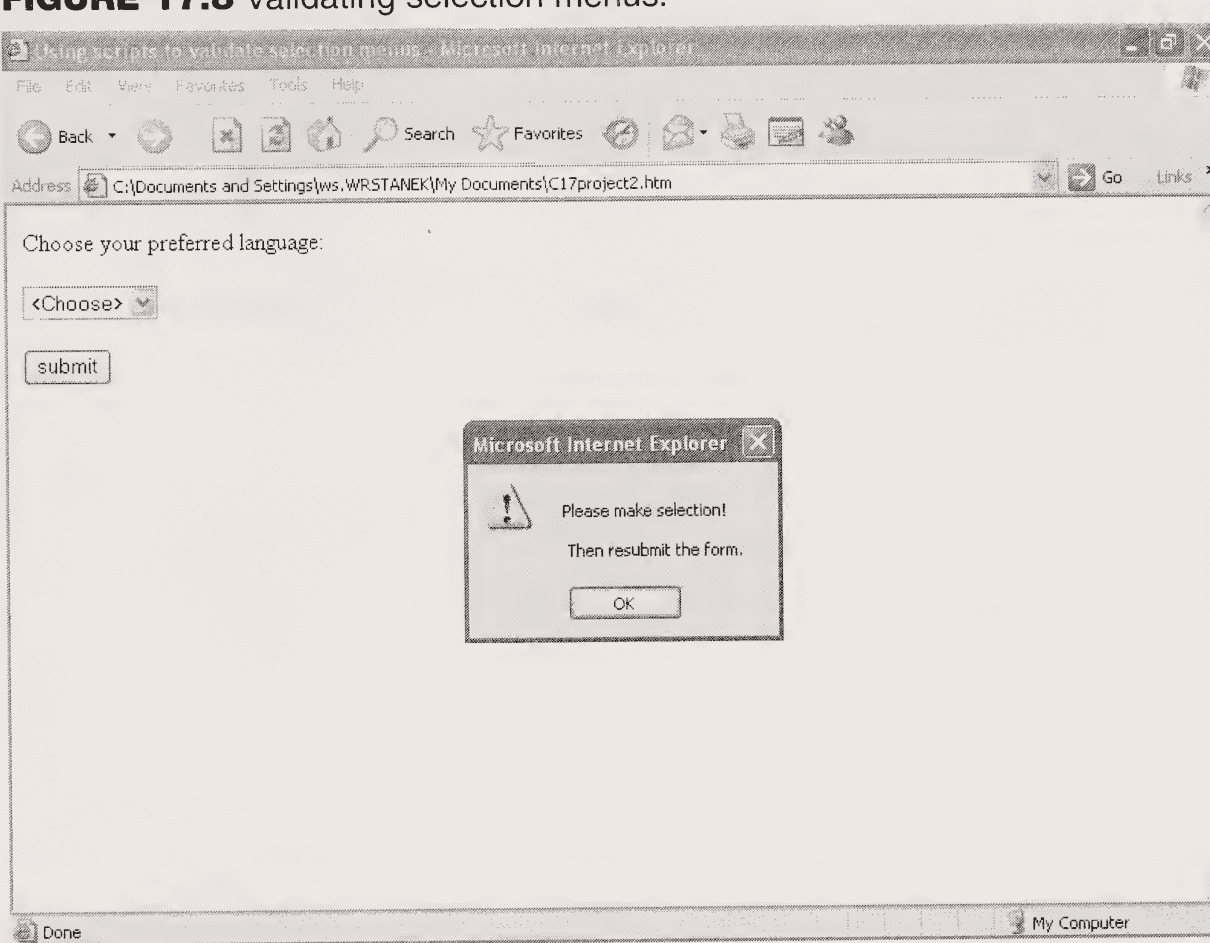 FIGURE 17.8 Validating selection menus.
Using scripts to validate selection menus - Microsoft Internet Explorer
File Edit View Favorites Tools Help
Back Search Favorites
Address C:\Documents and Settings\ws.WRSTANEK\My Documents\C17project2.htm Go Links
Choose your preferred language:
<Choose>
submit
Microsoft Internet Explorer
Please make selection!
Then resubmit the form.
OK
Done My Computer